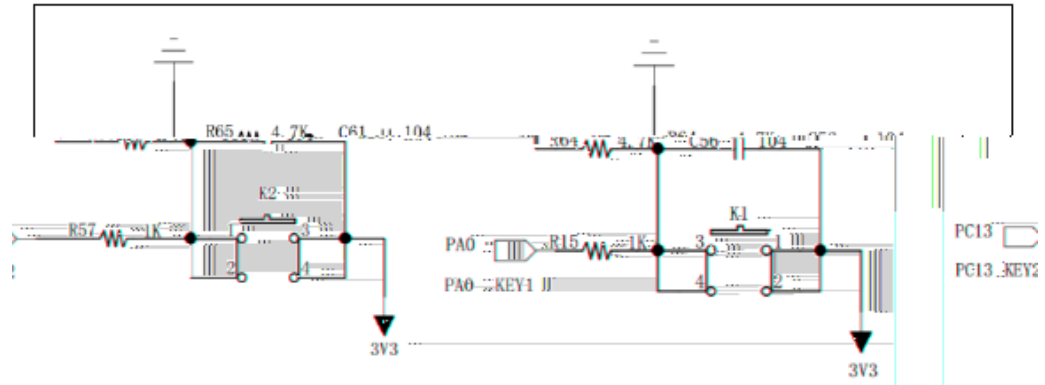 R65 4.7K C61 104
R64 4.7K C56 104
K2
K1
R57 1K 3
2 4
PA0 R15 1K 3 1
PA0 KEY1 4 2
PC13
PC13 KEY2
3V3
3V3